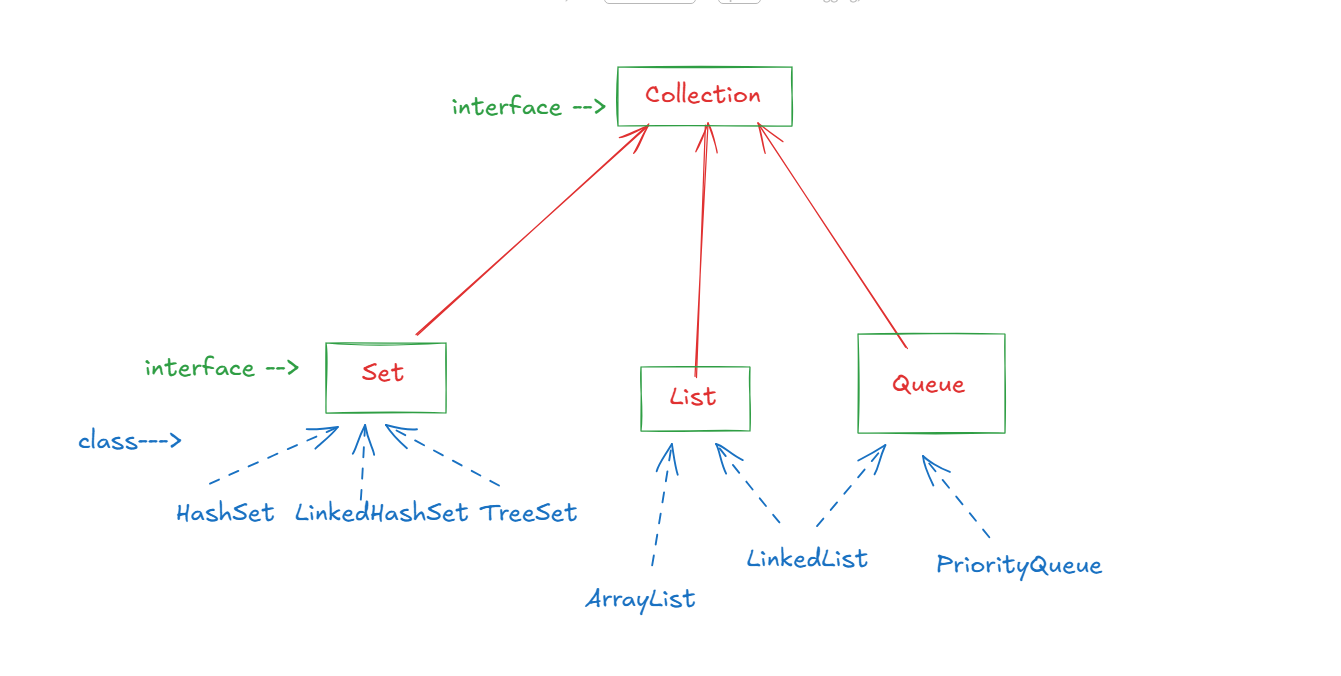 Collection
interface -->
interface -->
Set
List
Queue
class--->
HashSet LinkedHashSet TreeSet
LinkedList
PriorityQueue
ArrayList